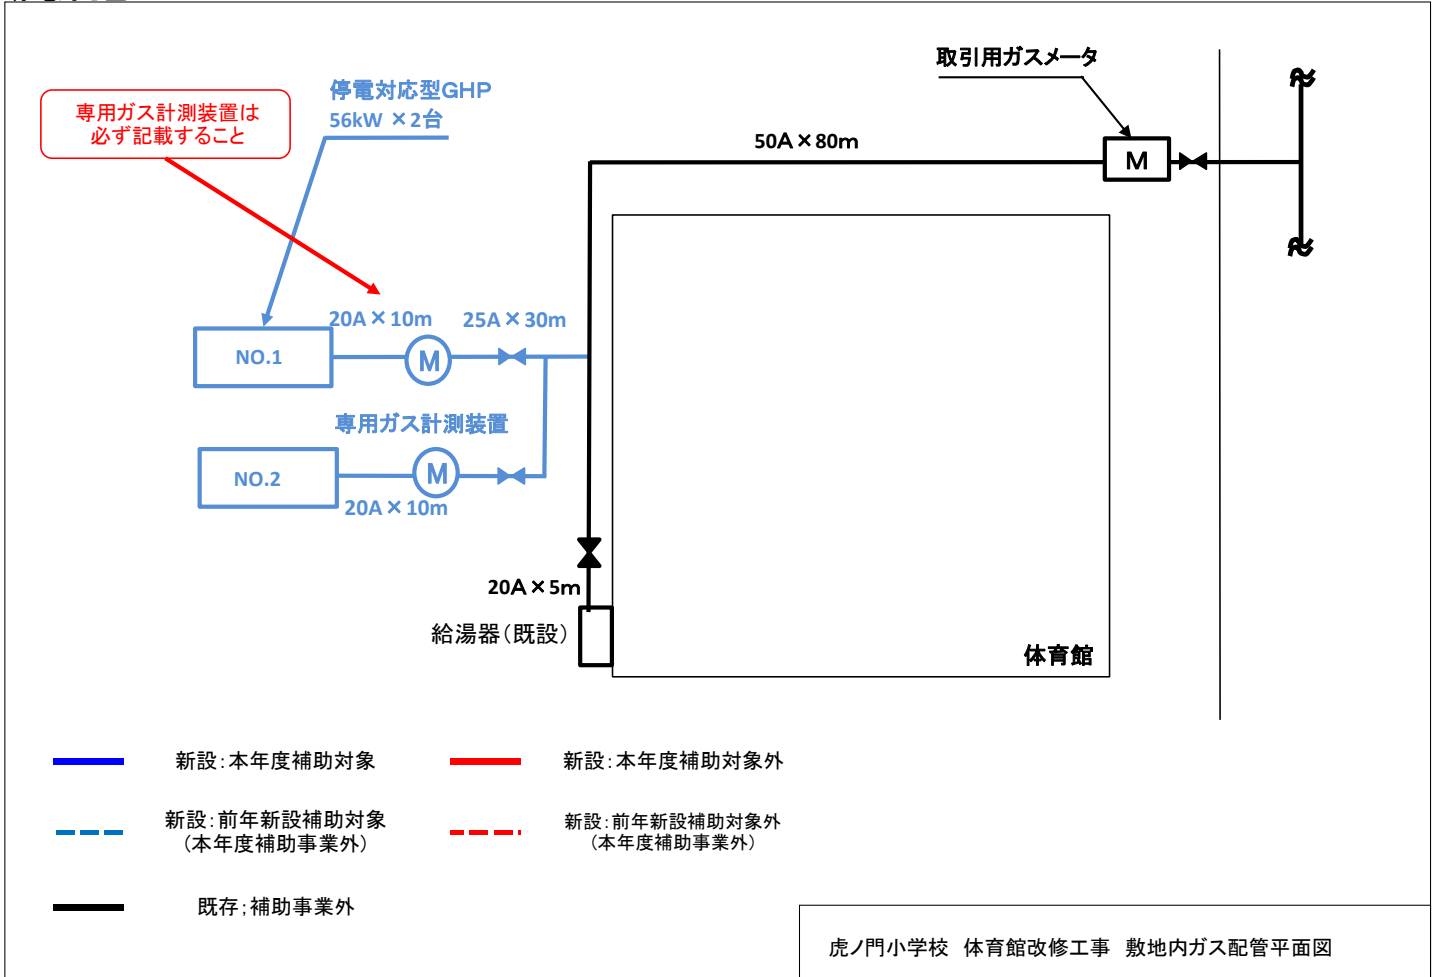 取引用ガスメータ
停電対応型GHP
56kW ×2台
専用ガス計測装置は
必ず記載すること
50A×80m
M
20A×10m
25A×30m
NO.1
M
専用ガス計測装置
NO.2
M
20A×10m
20A×5m
給湯器(既設)
体育館
新設:本年度補助対象
新設:本年度補助対象外
新設:前年新設補助対象
(本年度補助事業外)
新設:前年新設補助対象外
(本年度補助事業外)
既存;補助事業外
虎ノ門小学校 体育館改修工事 敷地内ガス配管平面図